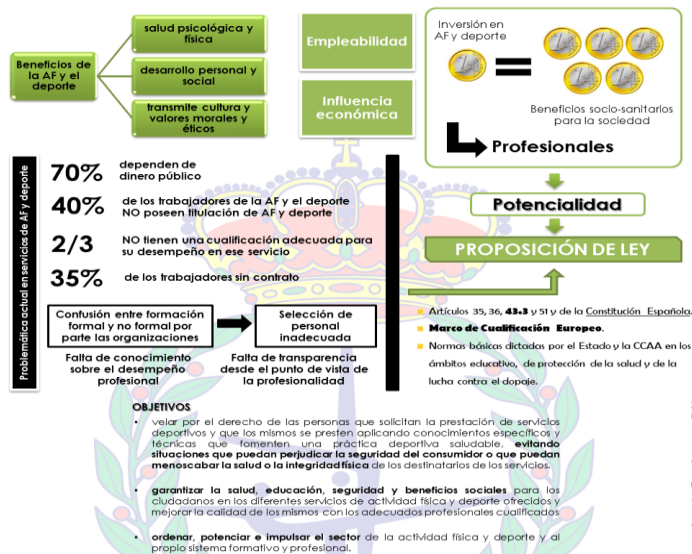 Beneficios de
la AF y el
deporte
salud psicológica y
física
desarrollo personal y
social
transmite cultura y
valores morales y
éticos
Empleabilidad
Influencia
económica
Inversión en
AF y deporte
Beneficios socio-sanitarios
para la sociedad
Profesionales
Potencialidad
PROPOSICIÓN DE LEY
Problemática actual en servicios de AF y deporte
70%
dependen de
dinero público
40%
de los trabajadores de la AF y el deporte
NO poseen titulación de AF y deporte
2/3
NO tienen una cualificación adecuada para
su desempeño en ese servicio
35%
de los trabajadores sin contrato
Confusión entre formación
formal y no formal por
parte las organizaciones
Selección de
personal
inadecuada
Falta de conocimiento
sobre el desempeño
profesional
Falta de transparencia
desde el punto de vista de
la profesionalidad
Artículos 35, 36, 43.3 y 51 y de la Constitución Española.
Marco de Cualificación Europeo.
Normas básicas dictadas por el Estado y la CCAA en los
ámbitos educativo, de protección de la salud y de la
lucha contra el dopaje.
OBJETIVOS
• velar por el derecho de las personas que solicitan la prestación de servicios
deportivos y que los mismos se presten aplicando conocimientos específicos y
técnicas que fomenten una práctica deportiva saludable, evitando
situaciones que puedan perjudicar la seguridad del consumidor o que puedan
menoscabar la salud o la integridad física de los destinatarios de los servicios.
• garantizar la salud, educación, seguridad y beneficios sociales para los
ciudadanos en los diferentes servicios de actividad física y deporte ofrecidos y
mejorar la calidad de los mismos con los adecuados profesionales cualificados
• ordenar, potenciar e impulsar el sector de la actividad física y deporte y al
propio sistema formativo y profesional.